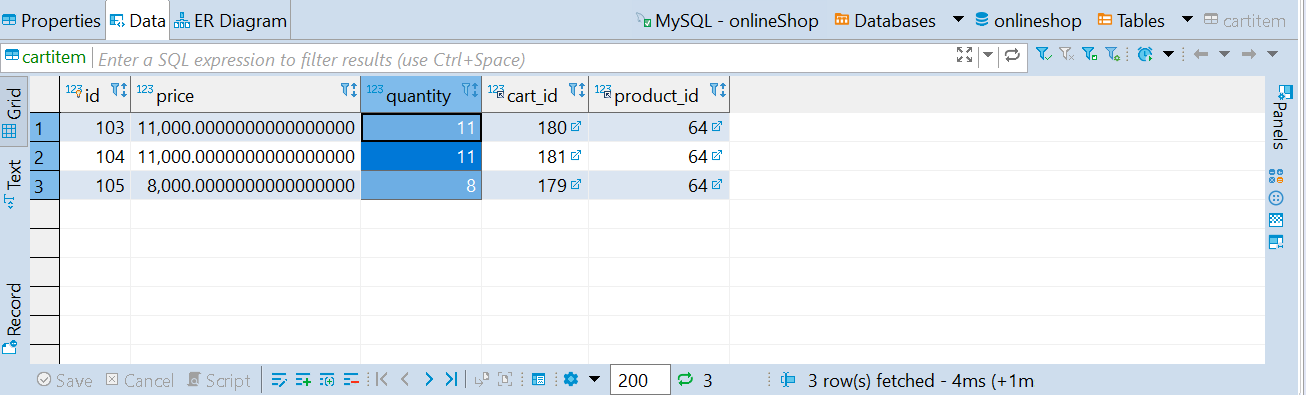 Properties Data ER Diagram MySQL - onlineShop Databases onlineshop Tables cartitem
cartitem Enter a SQL expression to filter results (use Ctrl+Space)
Grid
Text
Record
123 id 123 price 123 quantity 123 cart_id 123 product_id
1 103 11,000.0000000000000000 11 180 64
2 104 11,000.0000000000000000 11 181 64
3 105 8,000.0000000000000000 8 179 64
Panels
Save Cancel Script 200 3 3 row(s) fetched - 4ms (+1m